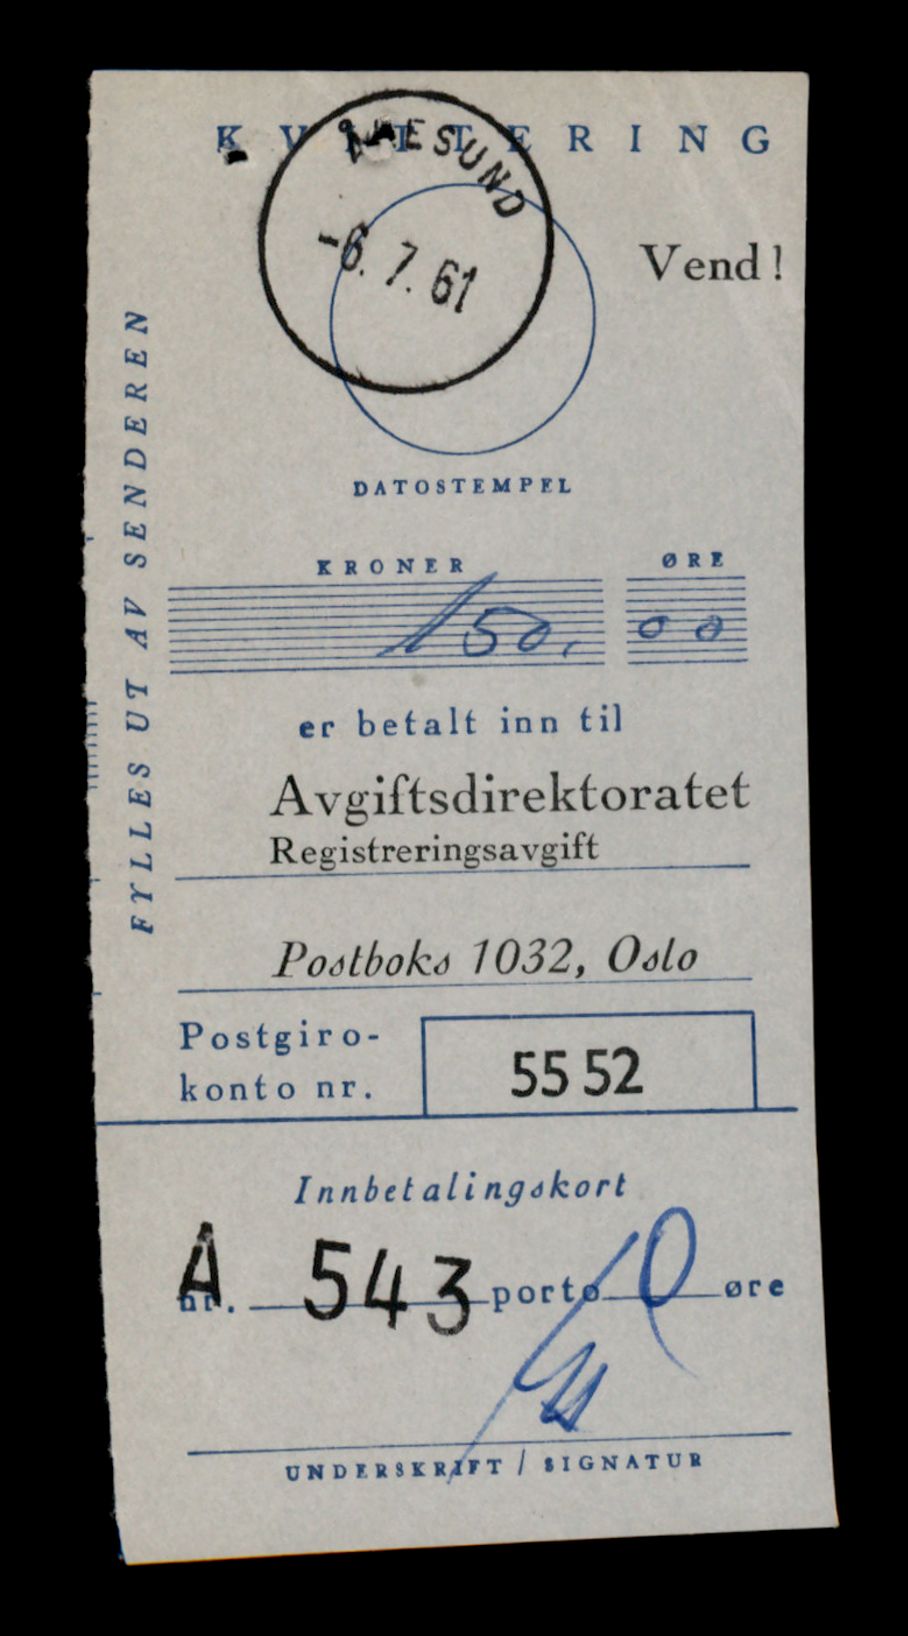 KVITTERING
ÅLESUND
-6. 7. 61
Vend!
DATOSTEMPEL
FYLLES UT AV SENDEREN
KRONER ØRE
150, 00
er betalt inn til
Avgiftsdirektoratet
Registreringsavgift
Postboks 1032, Oslo
Postgiro-
konto nr. 55 52
Innbetalingskort
A
nr. 543 porto 0 øre
UNDERSKRIFT / SIGNATUR